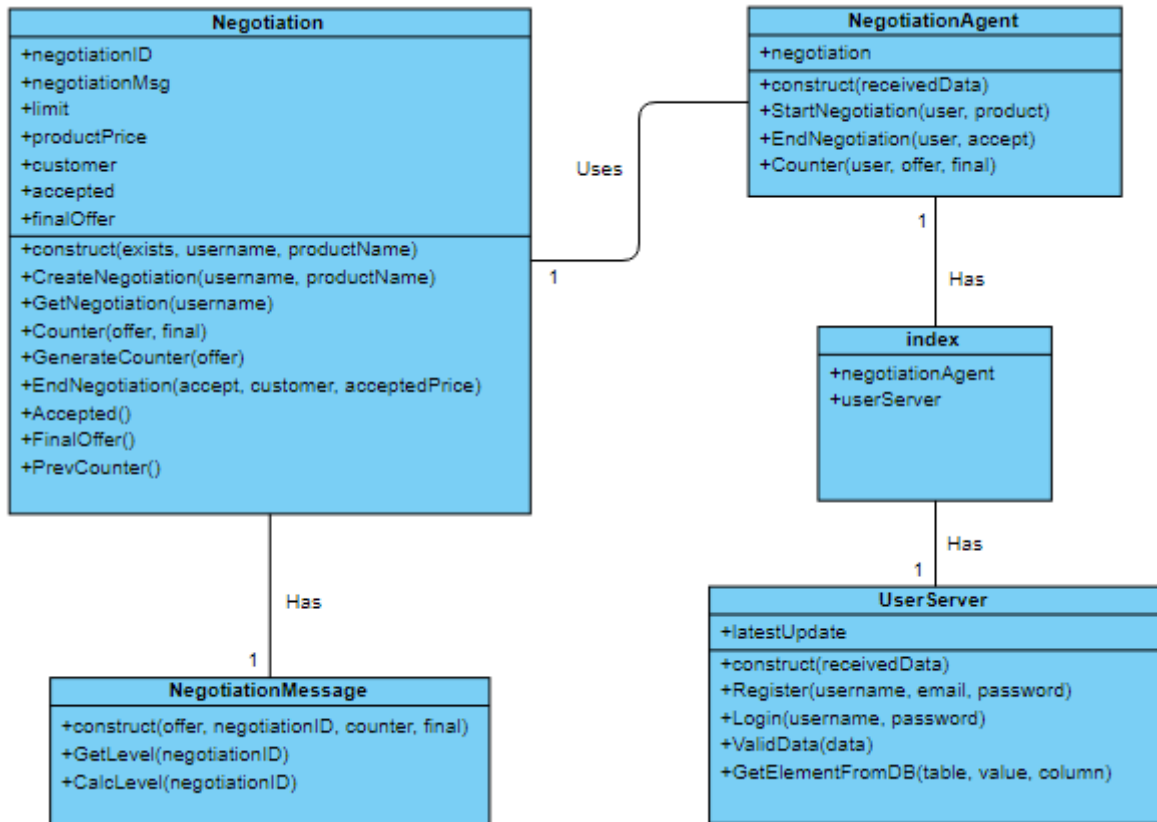 Negotiation
+negotiationID
+negotiationMsg
+limit
+productPrice
+customer
+accepted
+finalOffer
+construct(exists, username, productName)
+CreateNegotiation(username, productName)
+GetNegotiation(username)
+Counter(offer, final)
+GenerateCounter(offer)
+EndNegotiation(accept, customer, acceptedPrice)
+Accepted()
+FinalOffer()
+PrevCounter()
Uses
1
NegotiationAgent
+negotiation
+construct(receivedData)
+StartNegotiation(user, product)
+EndNegotiation(user, accept)
+Counter(user, offer, final)
1
Has
index
+negotiationAgent
+userServer
Has
1
Has
1
NegotiationMessage
+construct(offer, negotiationID, counter, final)
+GetLevel(negotiationID)
+CalcLevel(negotiationID)
UserServer
+latestUpdate
+construct(receivedData)
+Register(username, email, password)
+Login(username, password)
+ValidData(data)
+GetElementFromDB(table, value, column)